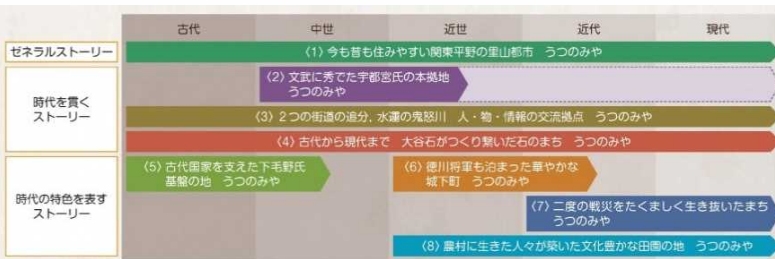 古代 中世 近世 近代 現代
ゼネラルストーリー
〈1〉今も昔も住みやすい関東平野の里山都市　うつのみや
時代を貫く
ストーリー
〈2〉文武に秀でた宇都宮氏の本拠地
うつのみや
〈3〉２つの街道の追分，水運の鬼怒川　人・物・情報の交流拠点　うつのみや
〈4〉古代から現代まで　大谷石がつくり繋いだ石のまち　うつのみや
時代の特色を表す
ストーリー
〈5〉古代国家を支えた下毛野氏
基盤の地　うつのみや
〈6〉徳川将軍も泊まった華やかな
城下町　うつのみや
〈7〉二度の戦災をたくましく生き抜いたまち
うつのみや
〈8〉農村に生きた人々が築いた文化豊かな田園の地　うつのみや